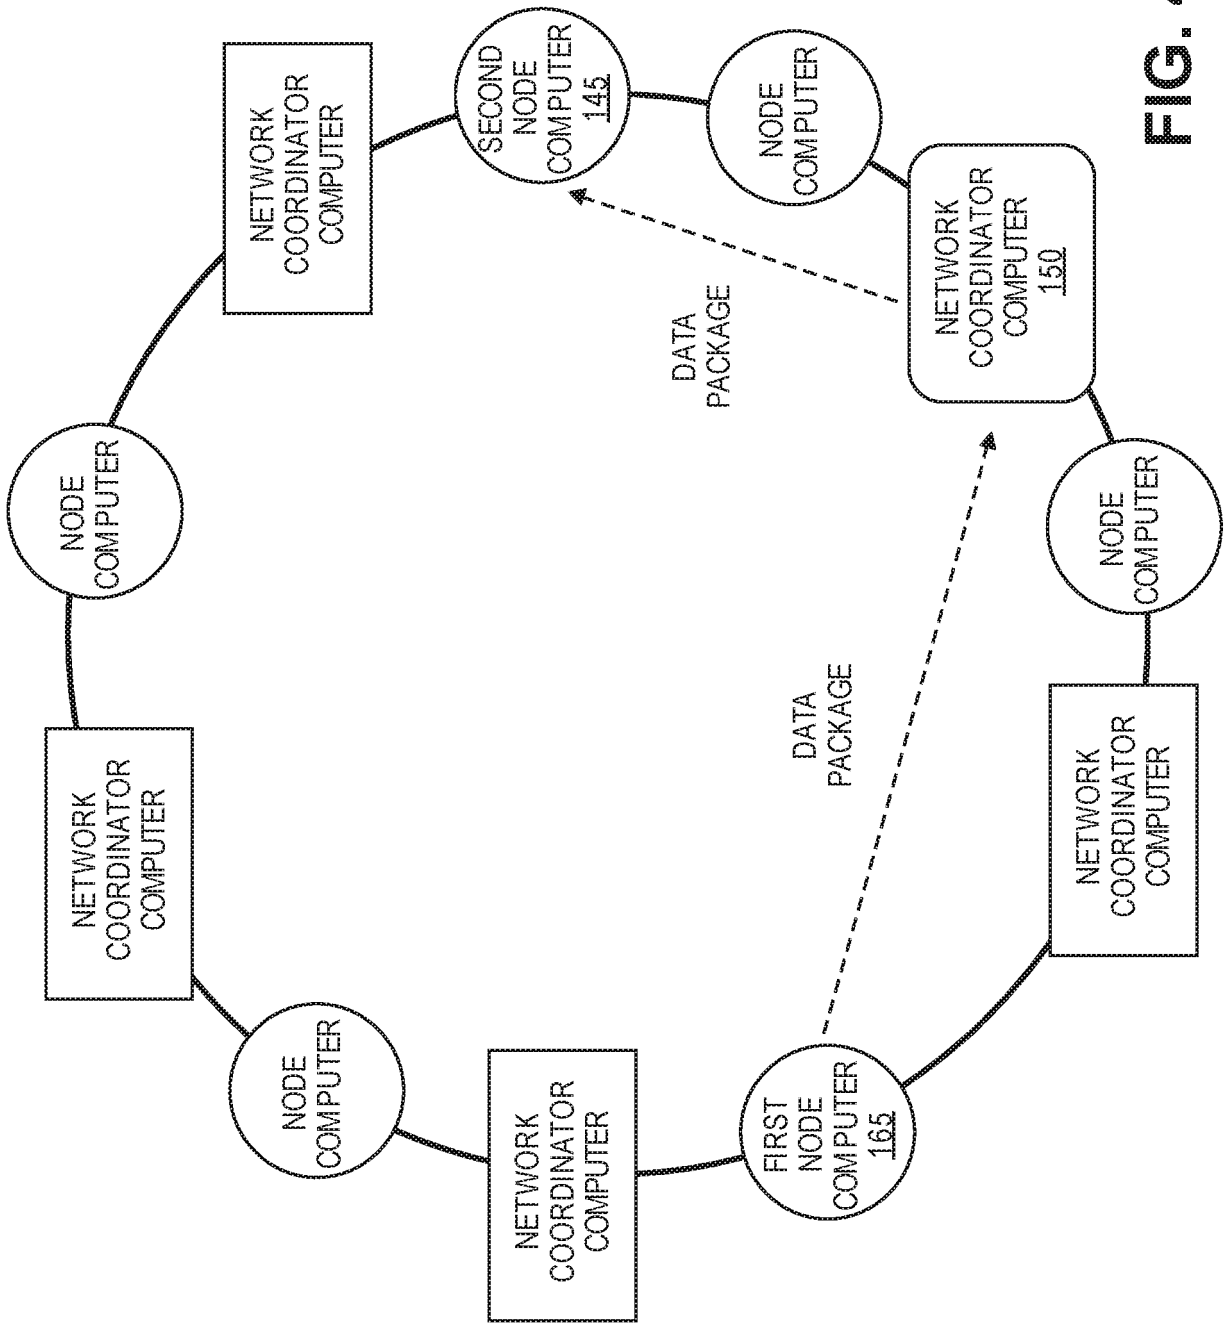 NODE
COMPUTER
NETWORK
COORDINATOR
COMPUTER
NETWORK
COORDINATOR
COMPUTER
NODE
COMPUTER
SECOND
NODE
COMPUTER
145
NETWORK
COORDINATOR
COMPUTER
DATA
PACKAGE
NODE
COMPUTER
DATA
PACKAGE
FIRST
NODE
COMPUTER
165
NETWORK
COORDINATOR
COMPUTER
150
NETWORK
COORDINATOR
COMPUTER
NODE
COMPUTER
FIG.